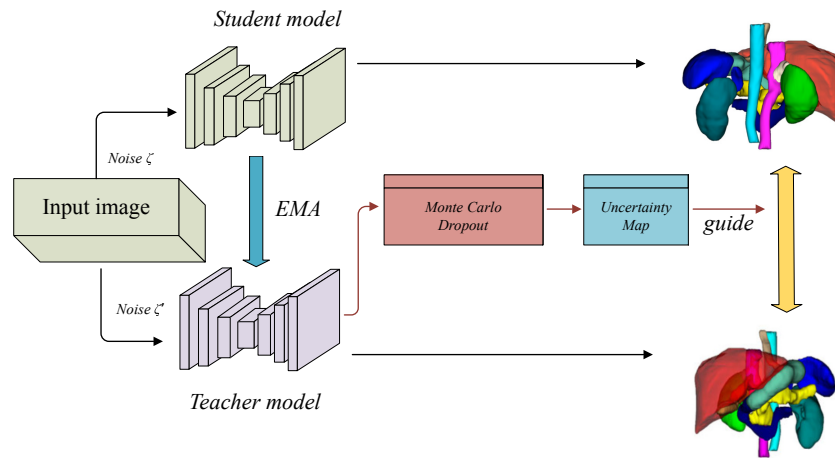 Student model
Noise ζ
Input image
EMA
Monte Carlo
Dropout
Uncertainty
Map
guide
Noise ζ'
Teacher model